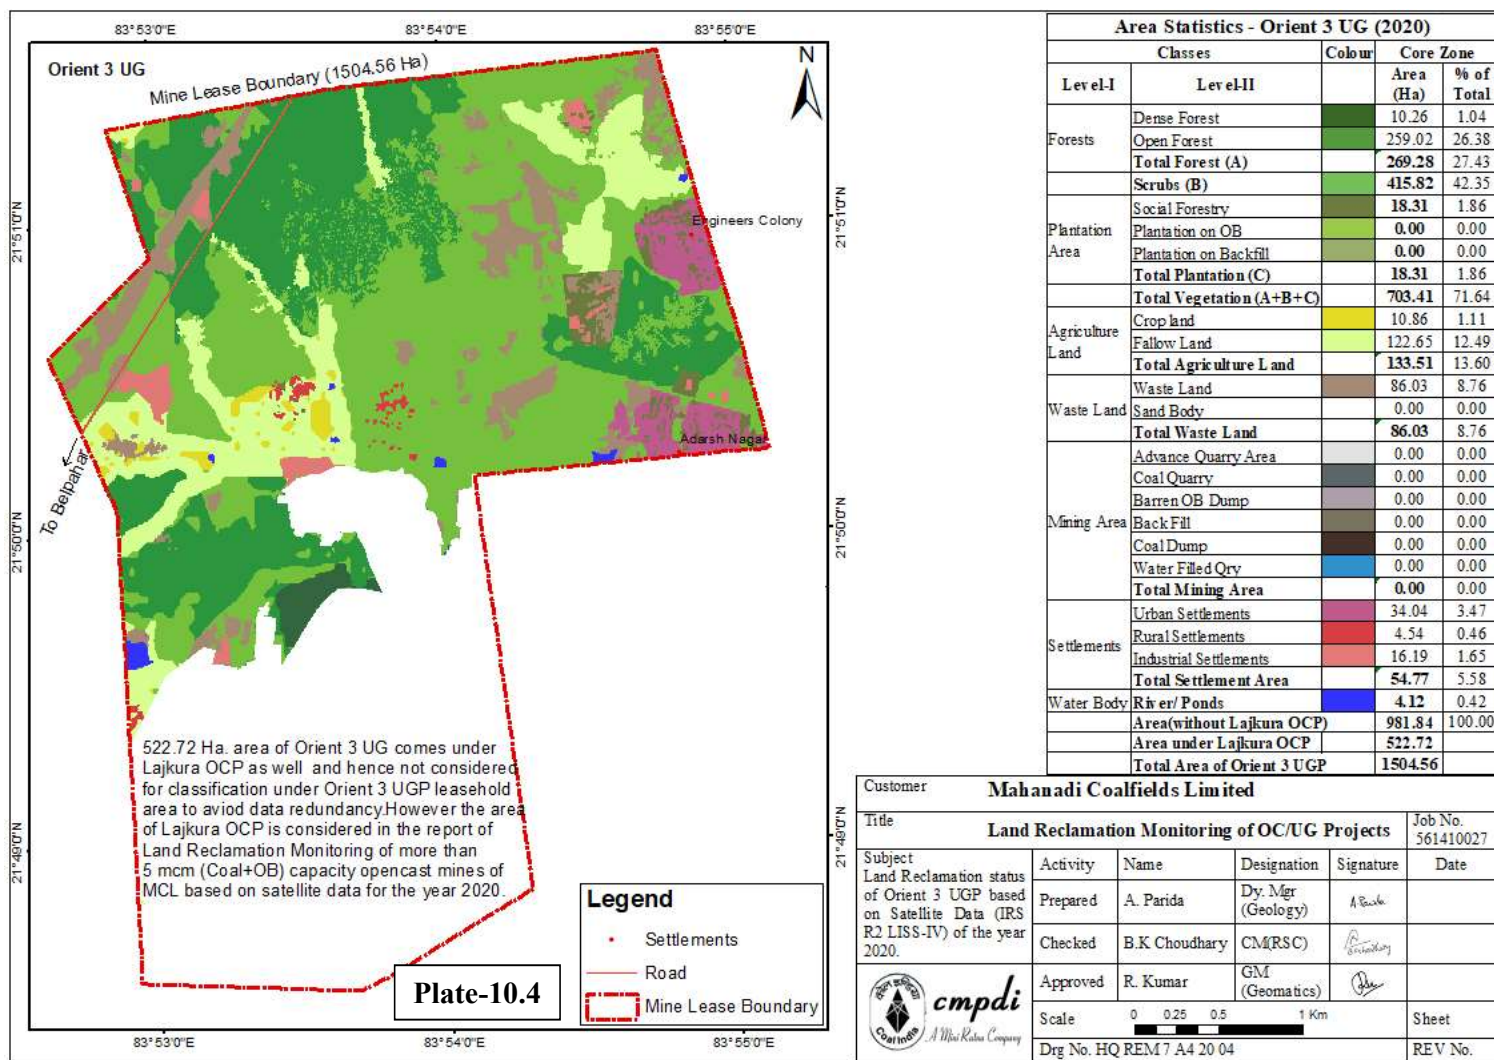 83°53'0"E 83°54'0"E 83°55'0"E
Orient 3 UG
Mine Lease Boundary (1504.56 Ha)
N
21°51'0"N
21°51'0"N
Engineers Colony
Adarsh Nagar
To Belpahar
21°50'0"N
21°50'0"N
522.72 Ha. area of Orient 3 UG comes under
Lajkura OCP as well and hence not considered
for classification under Orient 3 UGP leasehold
area to aviod data redundancy.However the area
of Lajkura OCP is considered in the report of
Land Reclamation Monitoring of more than
5 mcm (Coal+OB) capacity opencast mines of
MCL based on satellite data for the year 2020.
21°49'0"N
21°49'0"N
Legend
Settlements
Road
Mine Lease Boundary
Plate-10.4
83°53'0"E 83°54'0"E 83°55'0"E
Area Statistics - Orient 3 UG (2020)
Classes Colour Core Zone
Level-I Level-II Area (Ha) % of Total
Forests
Dense Forest 10.26 1.04
Open Forest 259.02 26.38
Total Forest (A) 269.28 27.43
Scrubs (B) 415.82 42.35
Plantation Area
Social Forestry 18.31 1.86
Plantation on OB 0.00 0.00
Plantation on Backfill 0.00 0.00
Total Plantation (C) 18.31 1.86
Total Vegetation (A+B+C) 703.41 71.64
Agriculture Land
Crop land 10.86 1.11
Fallow Land 122.65 12.49
Total Agriculture Land 133.51 13.60
Waste Land
Waste Land 86.03 8.76
Sand Body 0.00 0.00
Total Waste Land 86.03 8.76
Mining Area
Advance Quarry Area 0.00 0.00
Coal Quarry 0.00 0.00
Barren OB Dump 0.00 0.00
Back Fill 0.00 0.00
Coal Dump 0.00 0.00
Water Filled Qry 0.00 0.00
Total Mining Area 0.00 0.00
Settlements
Urban Settlements 34.04 3.47
Rural Settlements 4.54 0.46
Industrial Settlements 16.19 1.65
Total Settlement Area 54.77 5.58
Water Body River/ Ponds 4.12 0.42
Area(without Lajkura OCP) 981.84 100.00
Area under Lajkura OCP 522.72
Total Area of Orient 3 UGP 1504.56
Customer Mahanadi Coalfields Limited
Title Land Reclamation Monitoring of OC/UG Projects
Job No.
561410027
Subject
Land Reclamation status
of Orient 3 UGP based
on Satellite Data (IRS
R2 LISS-IV) of the year
2020.
Activity Name Designation Signature Date
Prepared A. Parida Dy. Mgr (Geology)
Checked B.K Choudhary CM(RSC)
Approved R. Kumar GM (Geomatics)
cmpdi
A Mini Ratna Company
Coal India
Scale 0 0.25 0.5 1 Km Sheet
Drg No. HQ REM 7 A4 20 04 REV No.